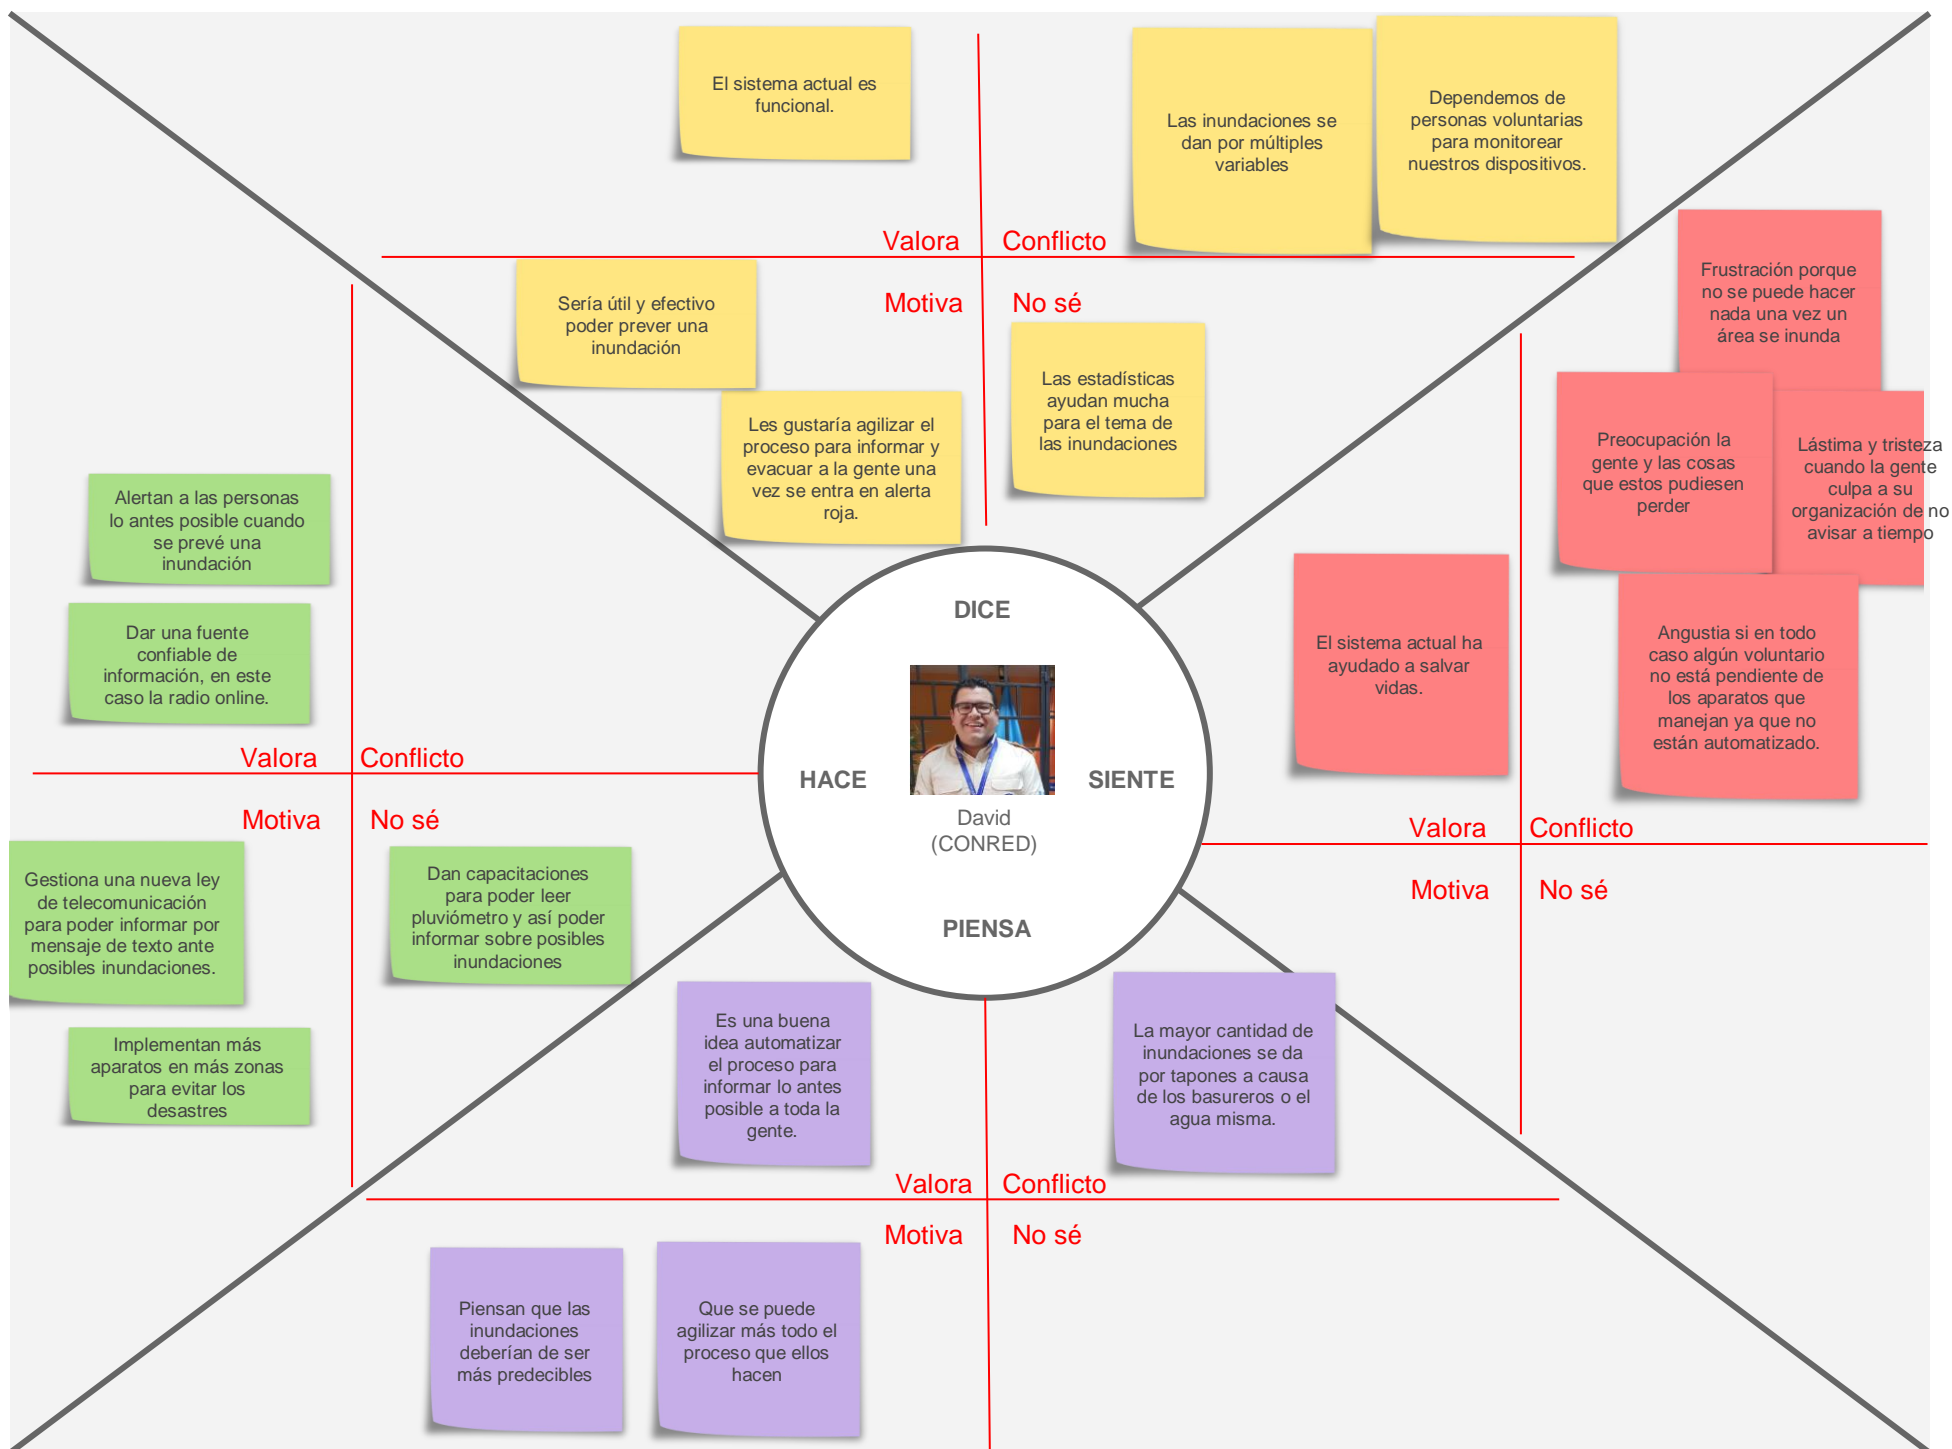 El sistema actual es
funcional.
Las inundaciones se
dan por múltiples
variables
Dependemos de
personas voluntarias
para monitorear
nuestros dispositivos.
Valora
Conflicto
Motiva
No sé
Sería útil y efectivo
poder prever una
inundación
Les gustaría agilizar el
proceso para informar y
evacuar a la gente una
vez se entra en alerta
roja.
Las estadísticas
ayudan mucha
para el tema de
las inundaciones
Frustración porque
no se puede hacer
nada una vez un
área se inunda
Preocupación la
gente y las cosas
que estos pudiesen
perder
Lástima y tristeza
cuando la gente
culpa a su
organización de no
avisar a tiempo
El sistema actual ha
ayudado a salvar
vidas.
Angustia si en todo
caso algún voluntario
no está pendiente de
los aparatos que
manejan ya que no
están automatizado.
Valora
Conflicto
Motiva
No sé
Alertan a las personas
lo antes posible cuando
se prevé una
inundación
Dar una fuente
confiable de
información, en este
caso la radio online.
Valora
Conflicto
Motiva
No sé
Gestiona una nueva ley
de telecomunicación
para poder informar por
mensaje de texto ante
posibles inundaciones.
Dan capacitaciones
para poder leer
pluviómetro y así poder
informar sobre posibles
inundaciones
Implementan más
aparatos en más zonas
para evitar los
desastres
DICE
HACE
SIENTE
David
(CONRED)
PIENSA
Es una buena
idea automatizar
el proceso para
informar lo antes
posible a toda la
gente.
La mayor cantidad de
inundaciones se da
por tapones a causa
de los basureros o el
agua misma.
Valora
Conflicto
Motiva
No sé
Piensan que las
inundaciones
deberían de ser
más predecibles
Que se puede
agilizar más todo el
proceso que ellos
hacen